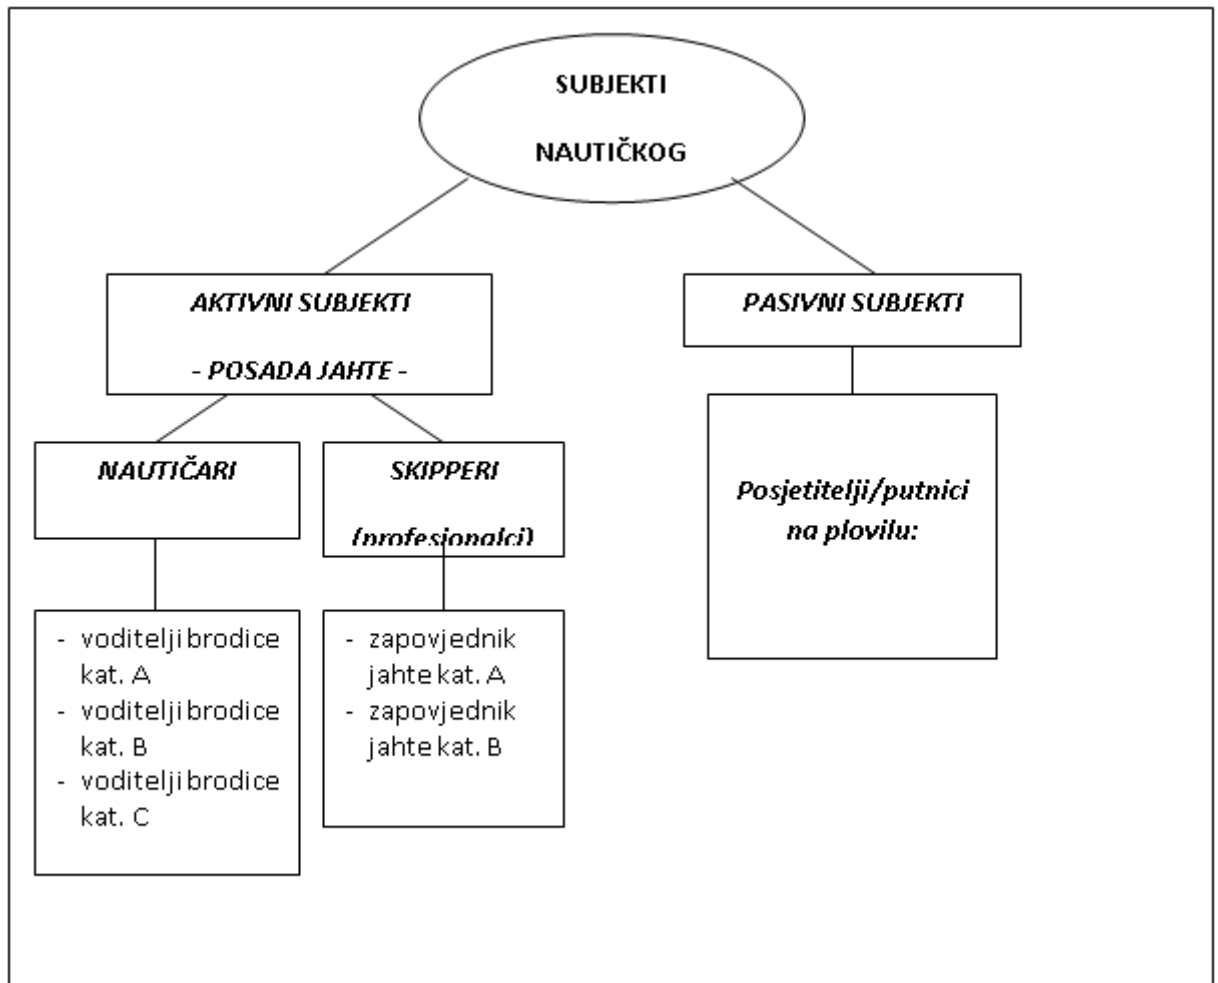 SUBJEKTI
NAUTIČKOG
AKTIVNI SUBJEKTI
- POSADA JAHTE -
PASIVNI SUBJEKTI
NAUTIČARI
SKIPPERI
(profesionalci)
Posjetitelji/putnici
na plovilu:
- voditelji brodice
kat. A
- voditelji brodice
kat. B
- voditelji brodice
kat. C
- zapovjednik
jahte kat. A
- zapovjednik
jahte kat. B